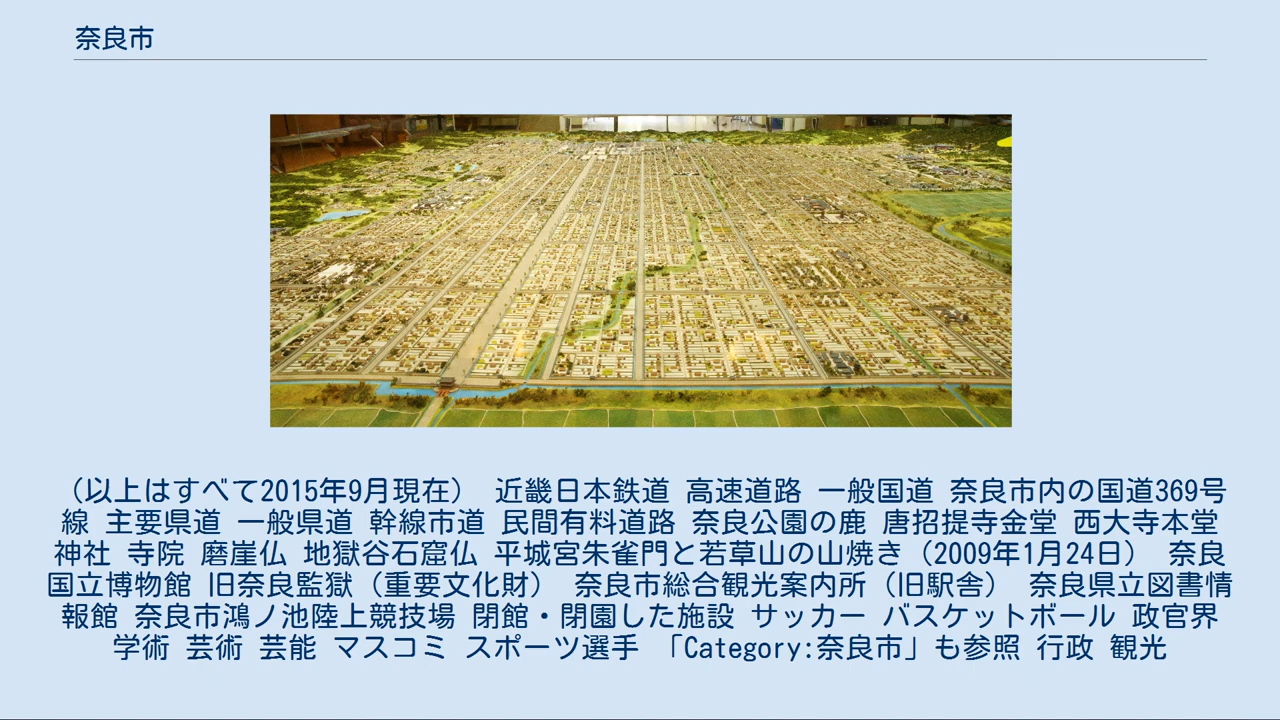 奈良市
（以上はすべて2015年9月現在） 近畿日本鉄道 高速道路 一般国道 奈良市内の国道369号
線 主要県道 一般県道 幹線市道 民間有料道路 奈良公園の鹿 唐招提寺金堂 西大寺本堂
神社 寺院 磨崖仏 地獄谷石窟仏 平城宮朱雀門と若草山の山焼き（2009年1月24日） 奈良
国立博物館 旧奈良監獄（重要文化財） 奈良市総合観光案内所（旧駅舎） 奈良県立図書情
報館 奈良市鴻ノ池陸上競技場 閉館・閉園した施設 サッカー バスケットボール 政官界
学術 芸術 芸能 マスコミ スポーツ選手 「Category:奈良市」も参照 行政 観光